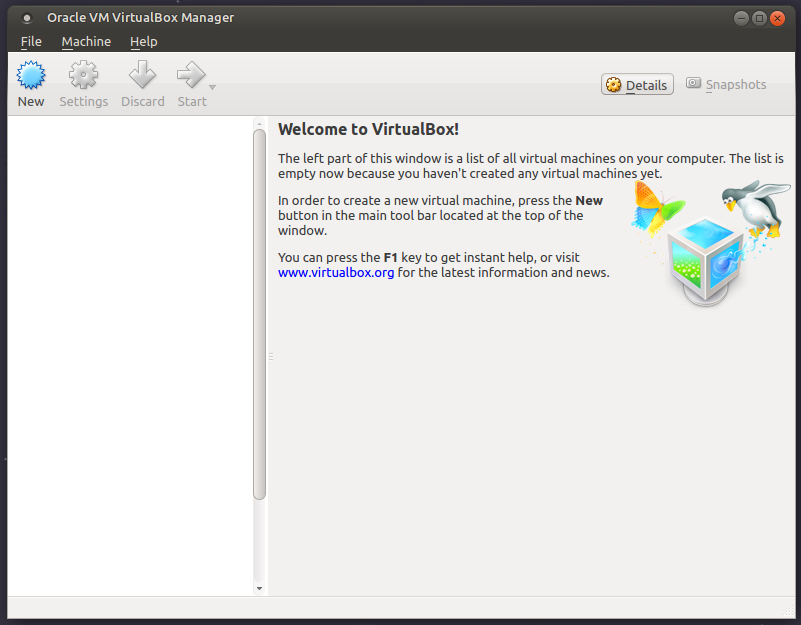 Oracle VM VirtualBox Manager
File Machine Help
New Settings Discard Start Details Snapshots
Welcome to VirtualBox!
The left part of this window is a list of all virtual machines on your computer. The list is
empty now because you haven't created any virtual machines yet.
In order to create a new virtual machine, press the New
button in the main tool bar located at the top of the
window.
You can press the F1 key to get instant help, or visit
www.virtualbox.org for the latest information and news.